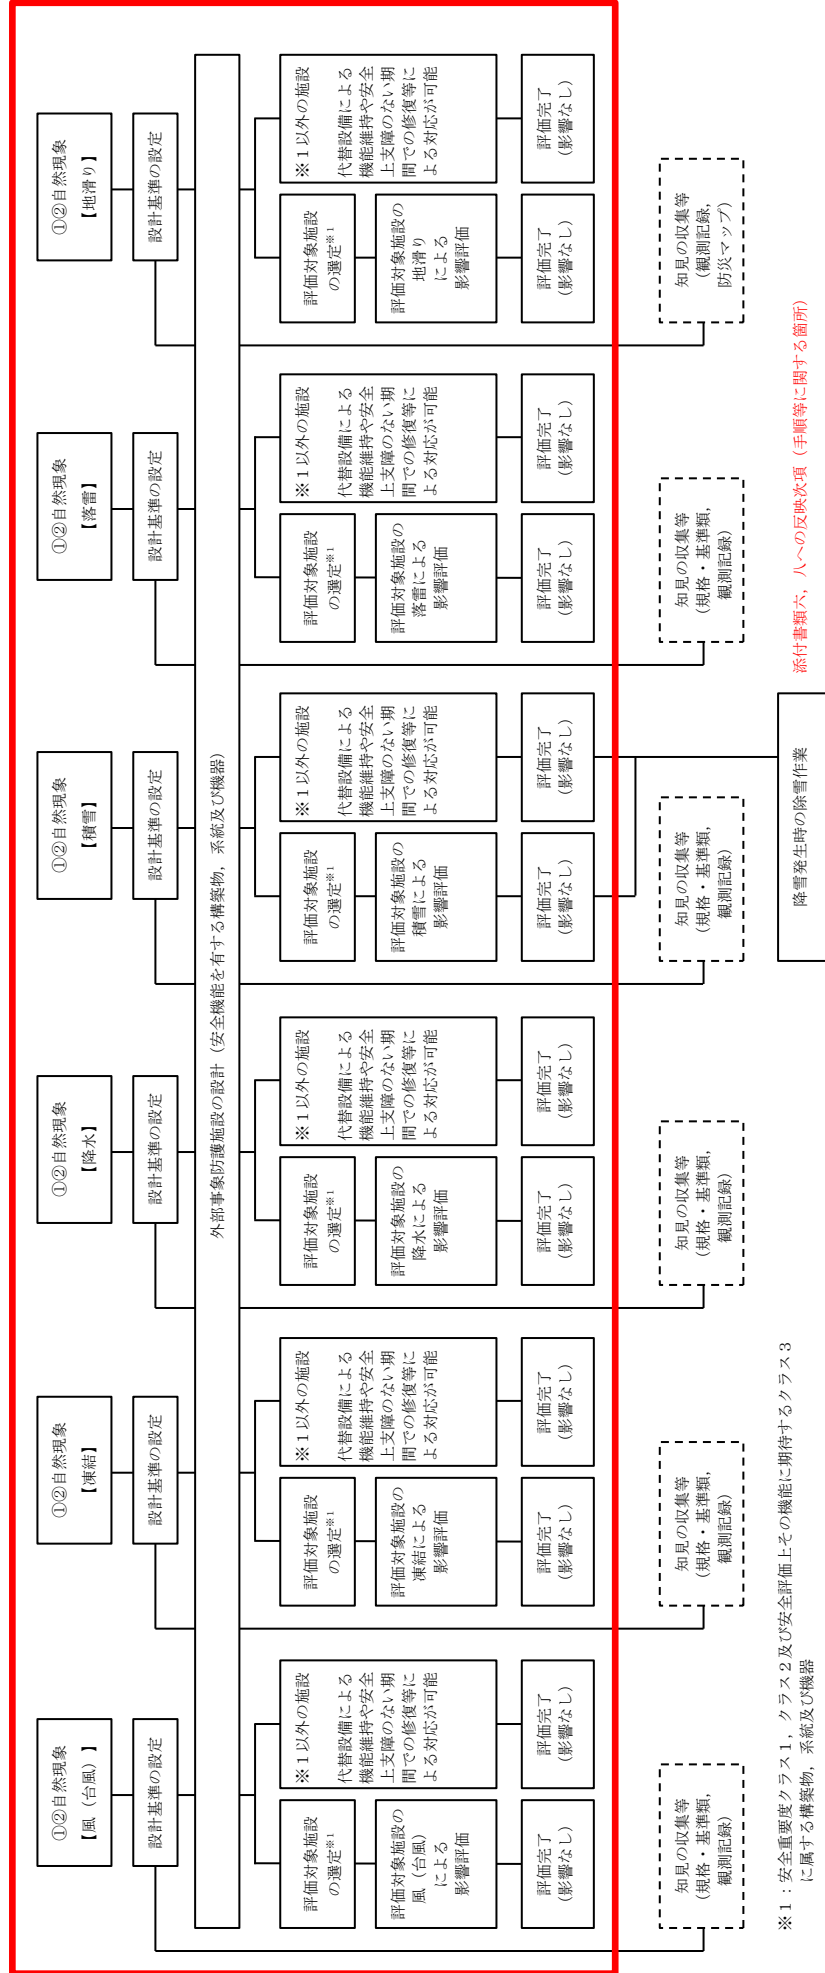 ①②自然現象
【風（台風）】
設計基準の設定
①②自然現象
【凍結】
設計基準の設定
①②自然現象
【降水】
設計基準の設定
①②自然現象
【積雪】
設計基準の設定
①②自然現象
【落雷】
設計基準の設定
①②自然現象
【地滑り】
設計基準の設定
外部事象防護施設の設計（安全機能を有する構築物，系統及び機器）
評価対象施設
の選定※1
評価対象施設の
風（台風）
による
影響評価
評価完了
（影響なし）
※１以外の施設
代替設備による
機能維持や安全
上支障のない期
間での修復等に
よる対応が可能
評価完了
（影響なし）
評価対象施設
の選定※1
評価対象施設の
凍結による
影響評価
評価完了
（影響なし）
※１以外の施設
代替設備による
機能維持や安全
上支障のない期
間での修復等に
よる対応が可能
評価完了
（影響なし）
評価対象施設
の選定※1
評価対象施設の
降水による
影響評価
評価完了
（影響なし）
※１以外の施設
代替設備による
機能維持や安全
上支障のない期
間での修復等に
よる対応が可能
評価完了
（影響なし）
評価対象施設
の選定※1
評価対象施設の
積雪による
影響評価
評価完了
（影響なし）
※１以外の施設
代替設備による
機能維持や安全
上支障のない期
間での修復等に
よる対応が可能
評価完了
（影響なし）
評価対象施設
の選定※1
評価対象施設の
落雷による
影響評価
評価完了
（影響なし）
※１以外の施設
代替設備による
機能維持や安全
上支障のない期
間での修復等に
よる対応が可能
評価完了
（影響なし）
評価対象施設
の選定※1
評価対象施設の
地滑り
による
影響評価
評価完了
（影響なし）
※１以外の施設
代替設備による
機能維持や安全
上支障のない期
間での修復等に
よる対応が可能
評価完了
（影響なし）
知見の収集等
（規格・基準類，
観測記録）
知見の収集等
（規格・基準類，
観測記録）
知見の収集等
（規格・基準類，
観測記録）
知見の収集等
（規格・基準類，
観測記録）
知見の収集等
（規格・基準類，
観測記録）
知見の収集等
（観測記録，
防災マップ）
※１：安全重要度クラス１，クラス２及び安全評価上その機能に期待するクラス３
に属する構築物，系統及び機器
降雪発生時の除雪作業
添付書類六，八への反映次項（手順等に関する箇所）